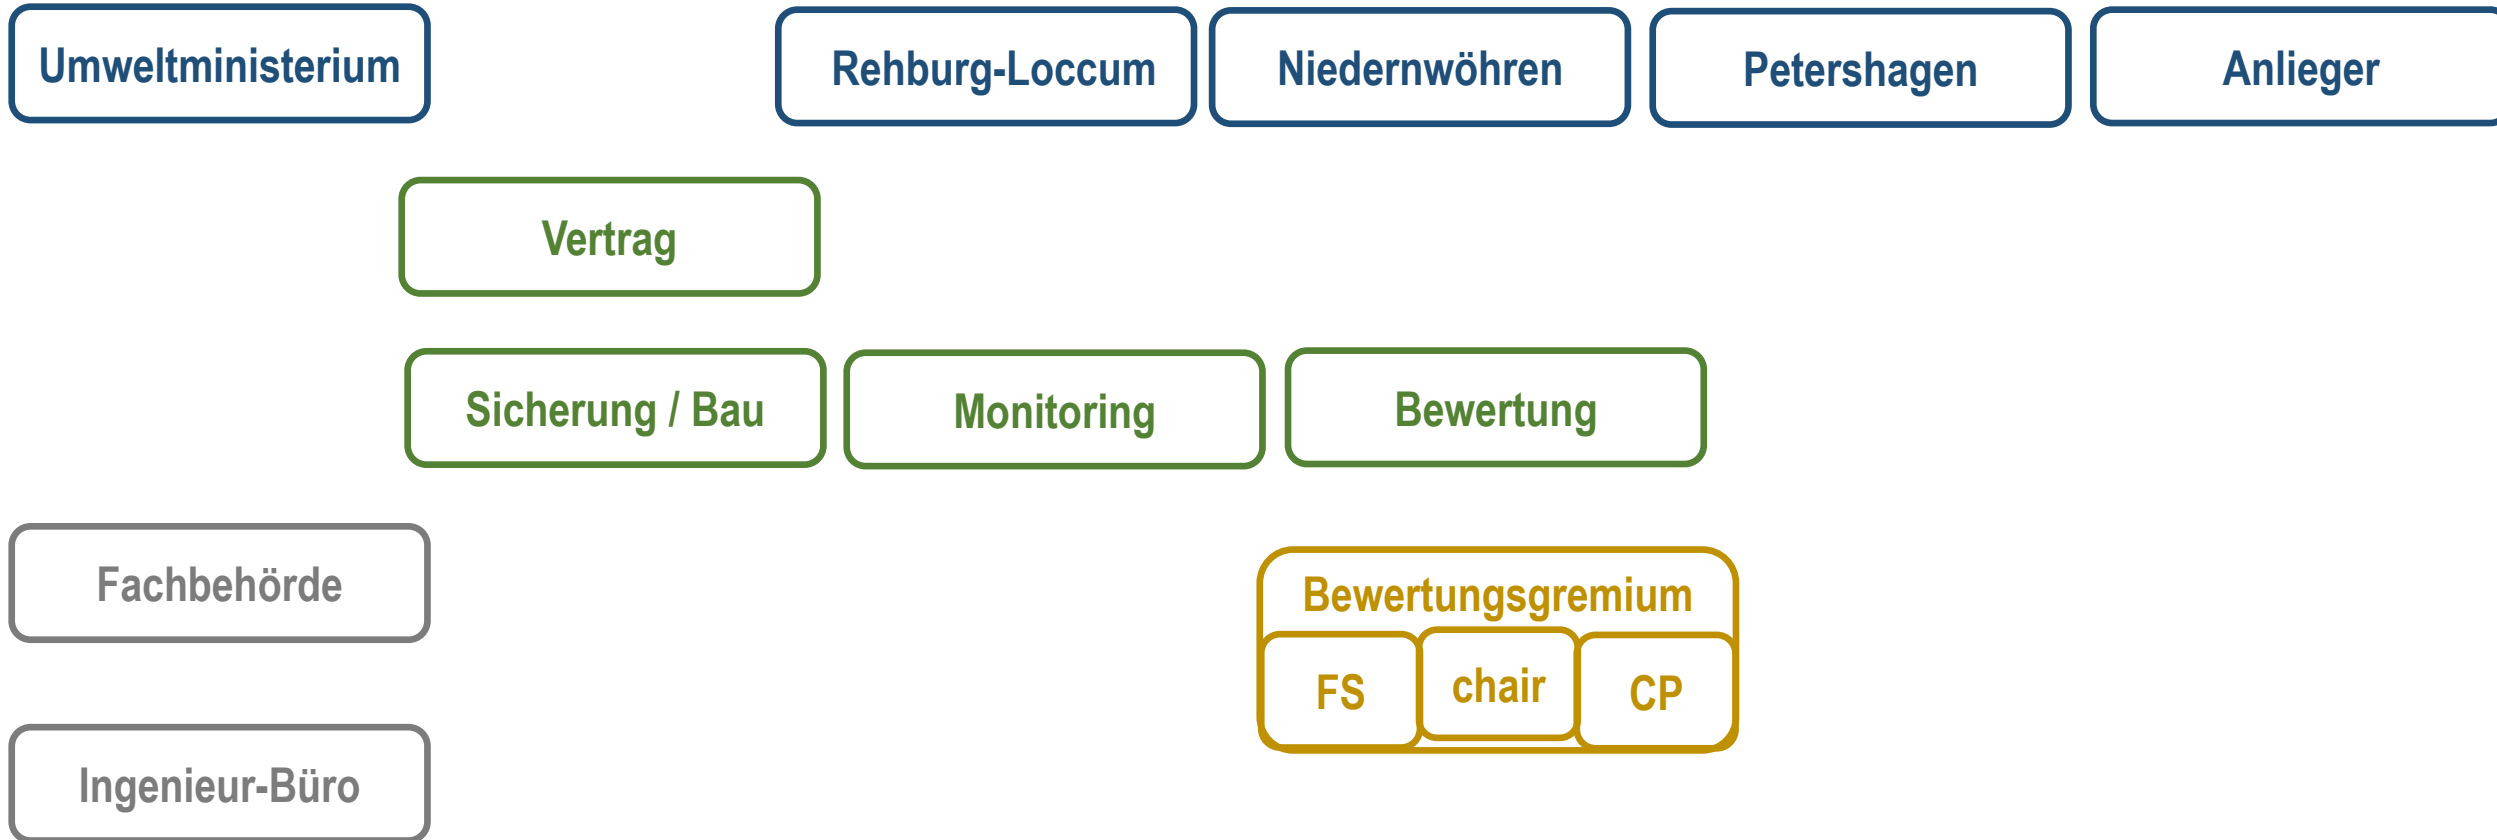 Umweltministerium
Rehburg-Loccum
Niedernwöhren
Petershagen
Anlieger
Vertrag
Sicherung / Bau
Monitoring
Bewertung
Fachbehörde
Bewertungsgremium
FS
chair
CP
Ingenieur-Büro